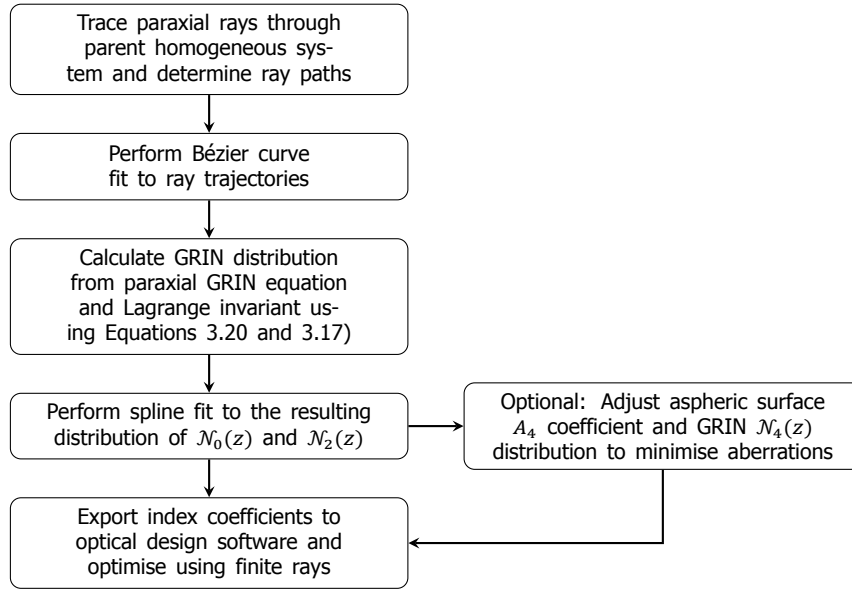 Trace paraxial rays through
parent homogeneous sys-
tem and determine ray paths
Perform Bézier curve
fit to ray trajectories
Calculate GRIN distribution
from paraxial GRIN equation
and Lagrange invariant us-
ing Equations 3.20 and 3.17)
Perform spline fit to the resulting
distribution of 𝒩₀(z) and 𝒩₂(z)
Optional: Adjust aspheric surface
A₄ coefficient and GRIN 𝒩₄(z)
distribution to minimise aberrations
Export index coefficients to
optical design software and
optimise using finite rays